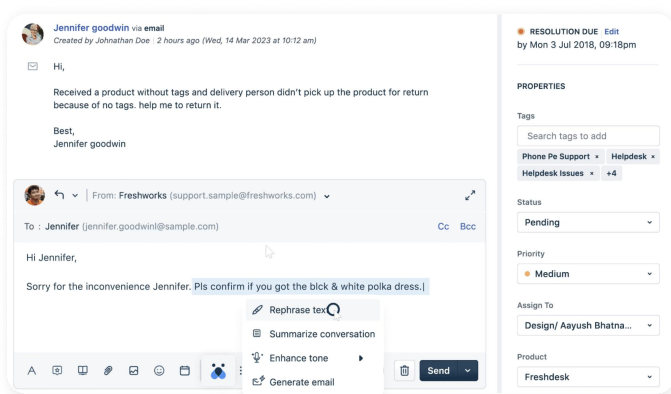 Jennifer goodwin via email
Created by Johnathan Doe | 2 hours ago (Wed, 14 Mar 2023 at 10:12 am)
Hi,
Received a product without tags and delivery person didn't pick up the product for return
because of no tags. help me to return it.
Best,
Jennifer goodwin
From: Freshworks (support.sample@freshworks.com)
To : Jennifer (jennifer.goodwinl@sample.com) Cc Bcc
Hi Jennifer,
Sorry for the inconvenience Jennifer. Pls confirm if you got the blck & white polka dress.
Rephrase text
Summarize conversation
Enhance tone
Generate email
A
Send
RESOLUTION DUE Edit
by Mon 3 Jul 2018, 09:18pm
PROPERTIES
Tags
Search tags to add
Phone Pe Support × Helpdesk ×
Helpdesk Issues × +4
Status
Pending
Priority
Medium
Assign To
Design/ Aayush Bhatna...
Product
Freshdesk